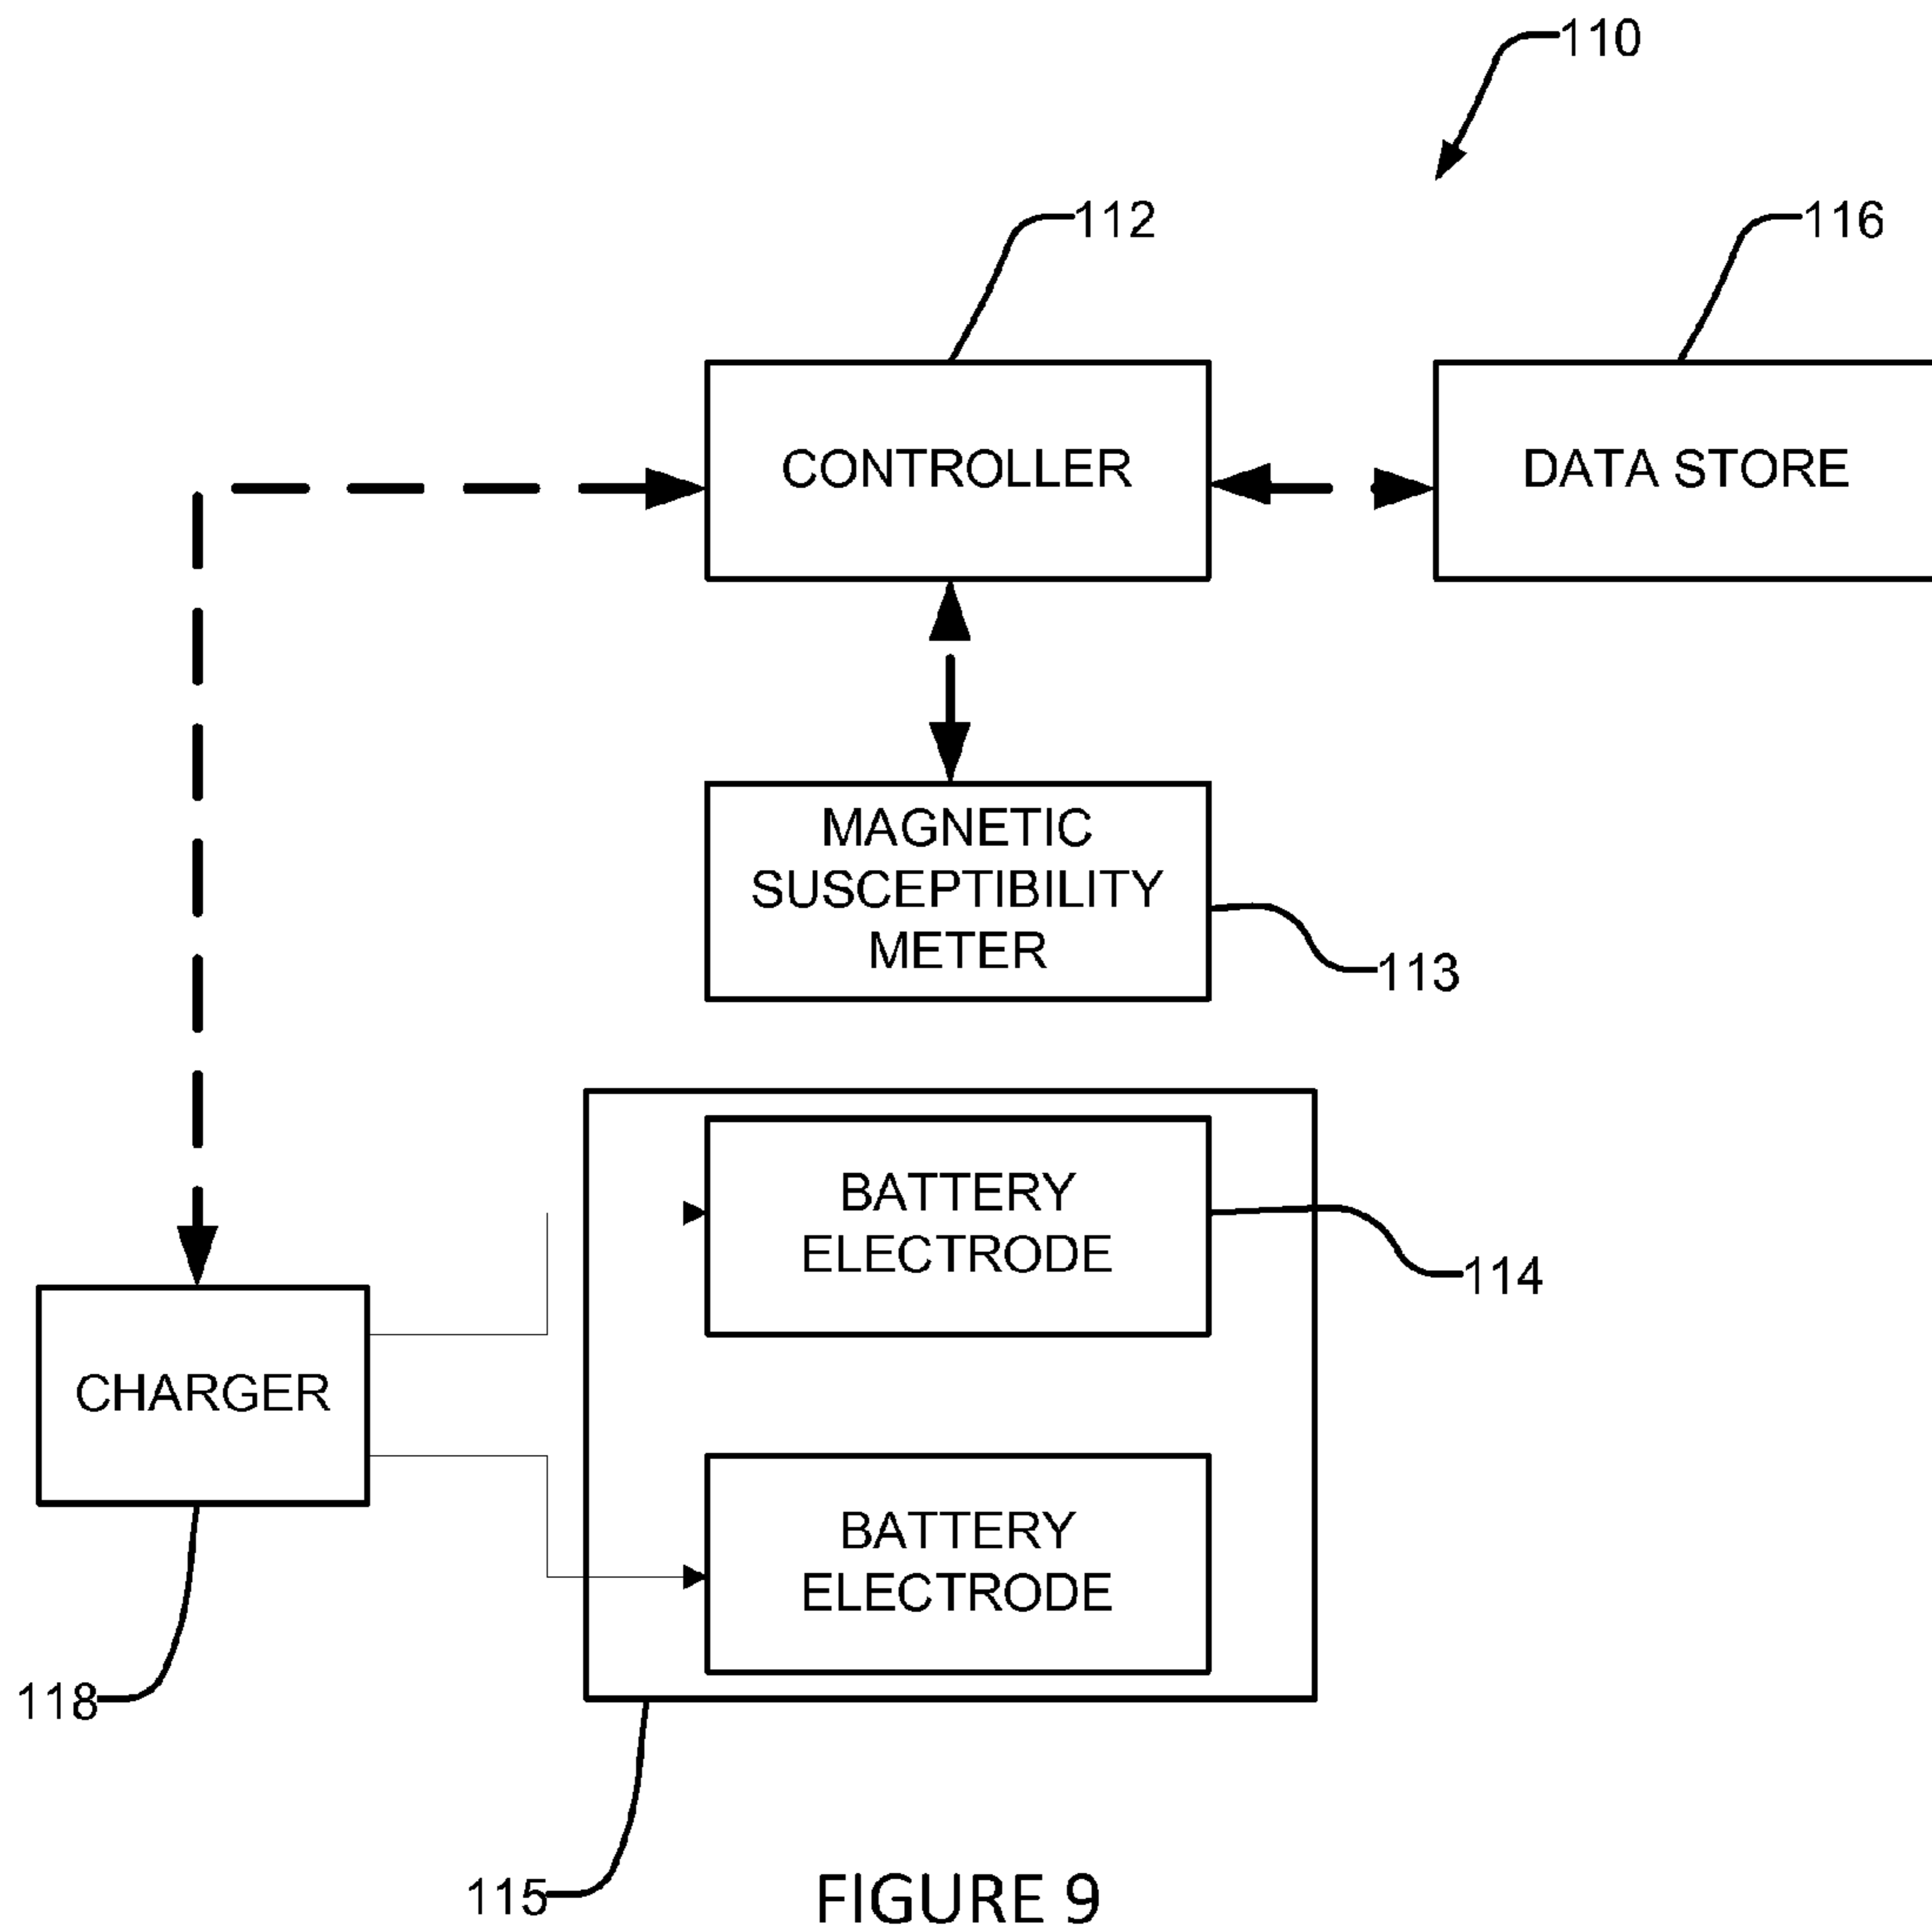 110
112
116
CONTROLLER
DATA STORE
MAGNETIC
SUSCEPTIBILITY
METER
113
BATTERY
ELECTRODE
114
CHARGER
BATTERY
ELECTRODE
118
115
FIGURE 9